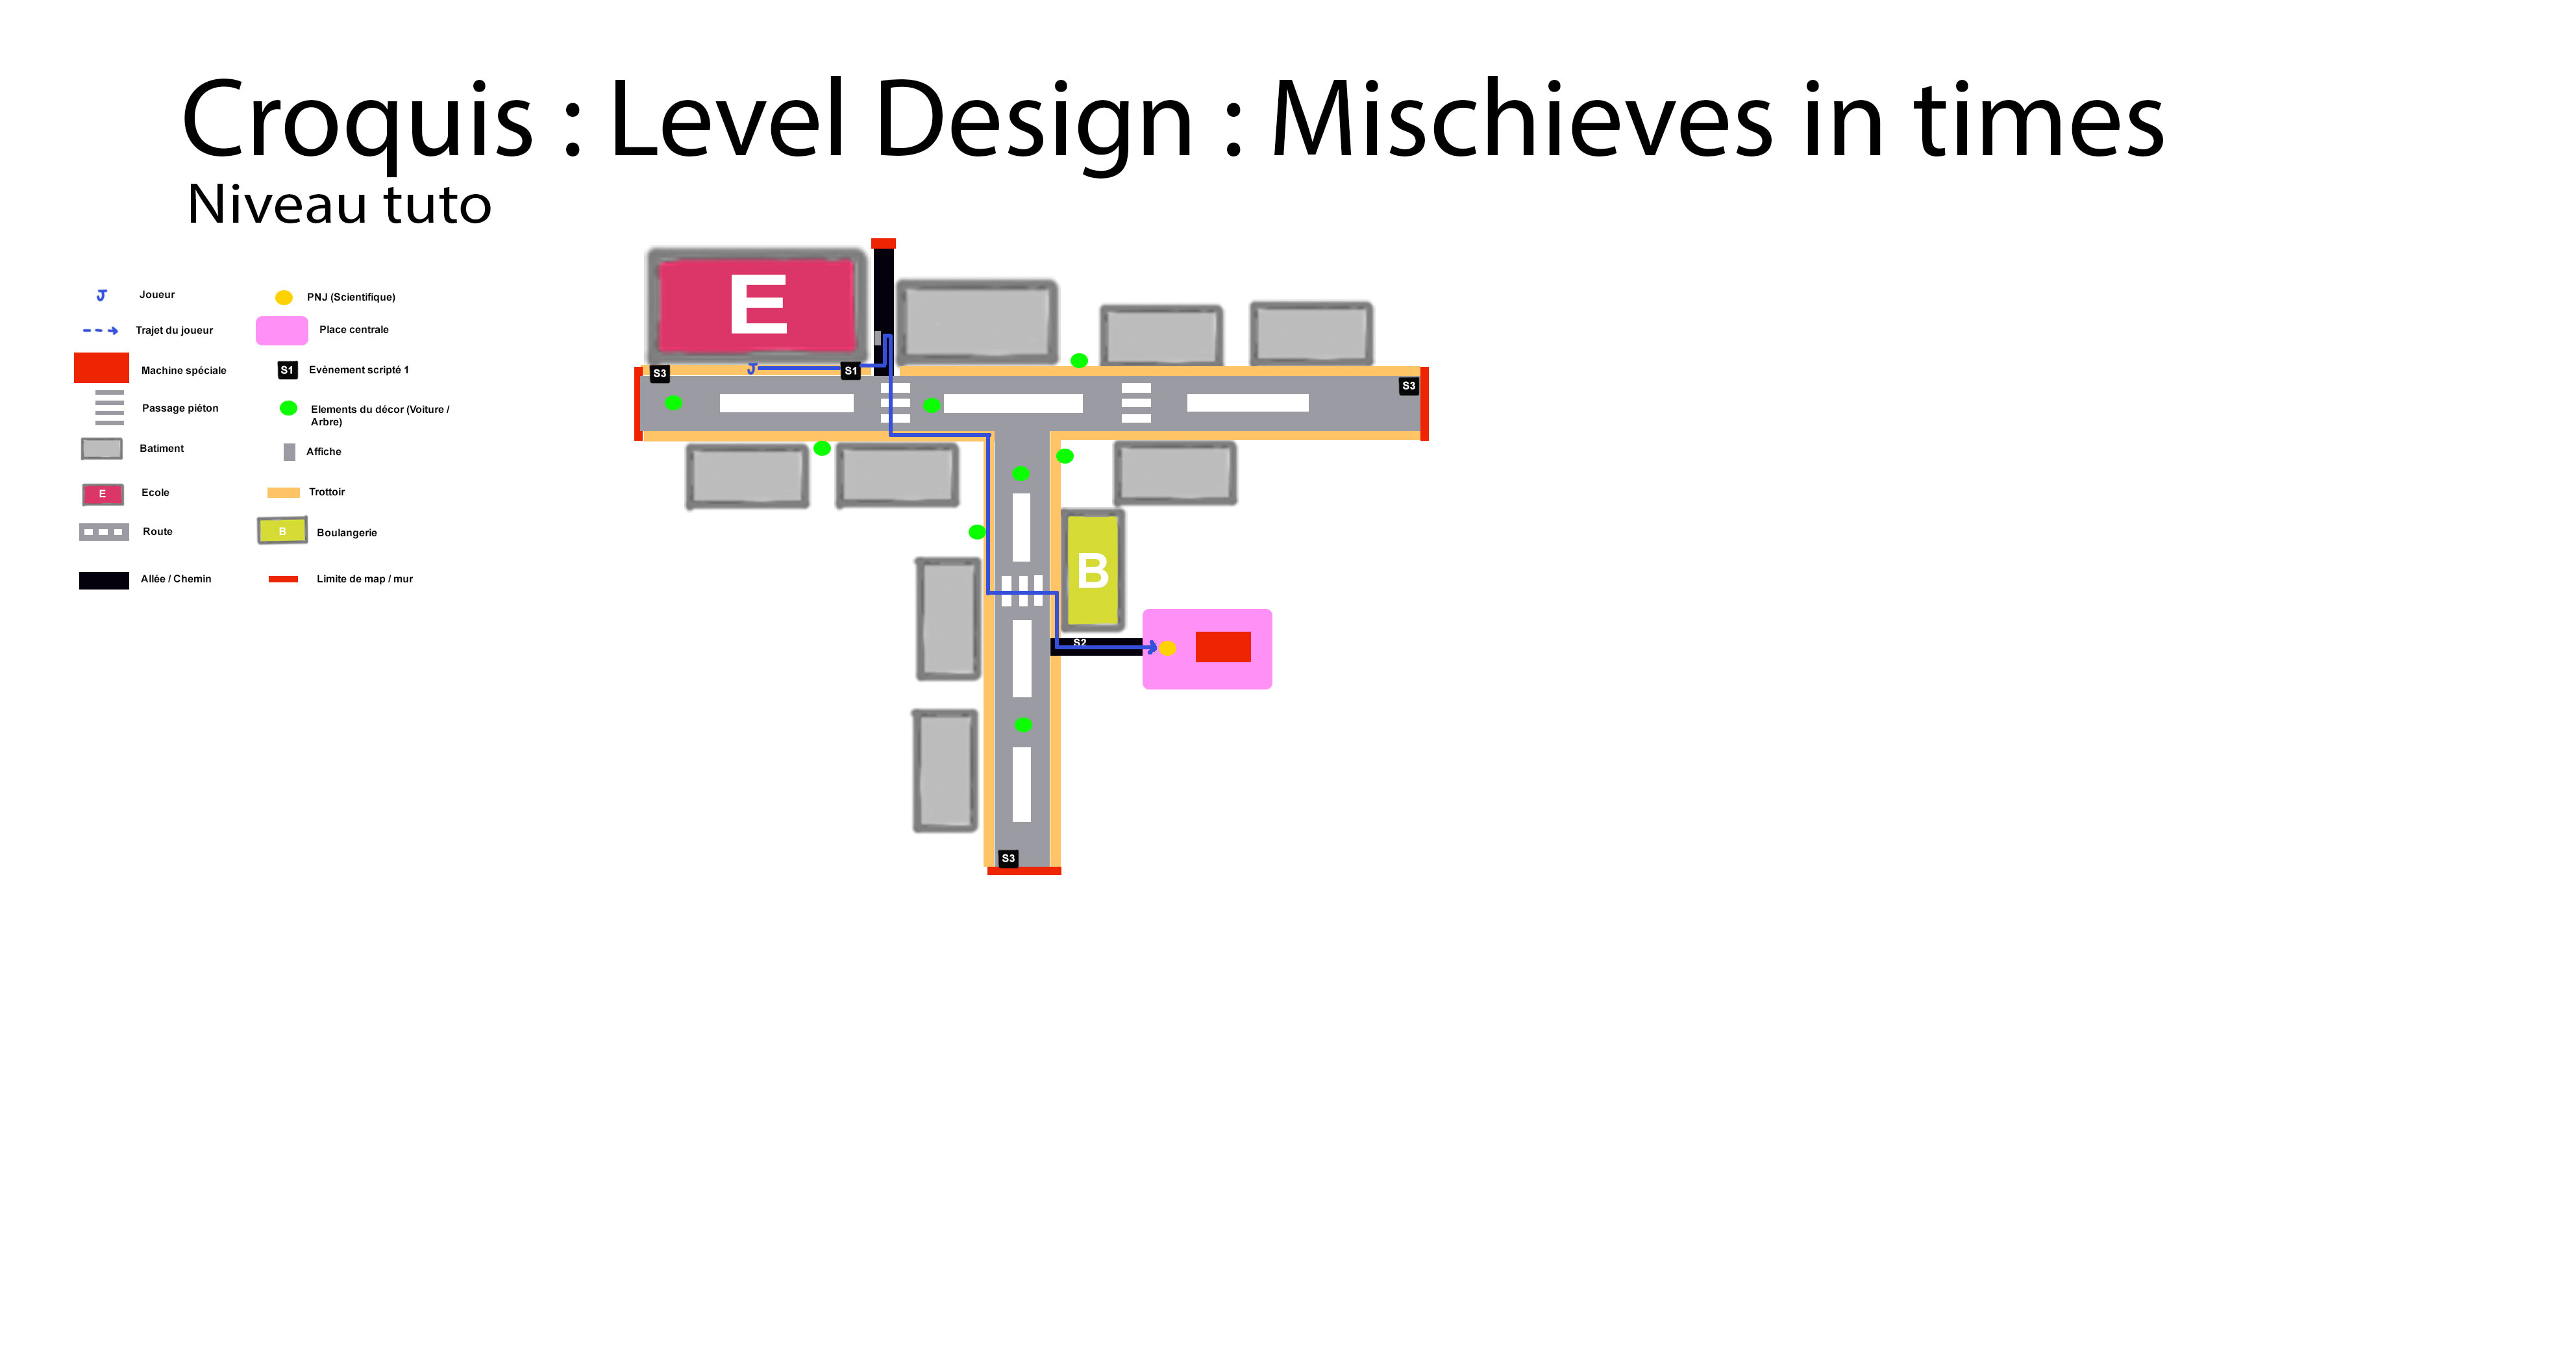 Croquis : Level Design : Mischieves in times
Niveau tuto
J
Joueur
Trajet du joueur
Machine spéciale
Passage piéton
Batiment
E
Ecole
Route
Allée / Chemin
PNJ (Scientifique)
Place centrale
S1
Evènement scripté 1
Elements du décor (Voiture /
Arbre)
Affiche
Trottoir
B
Boulangerie
Limite de map / mur
E
S3
J
S1
S3
B
S2
S3